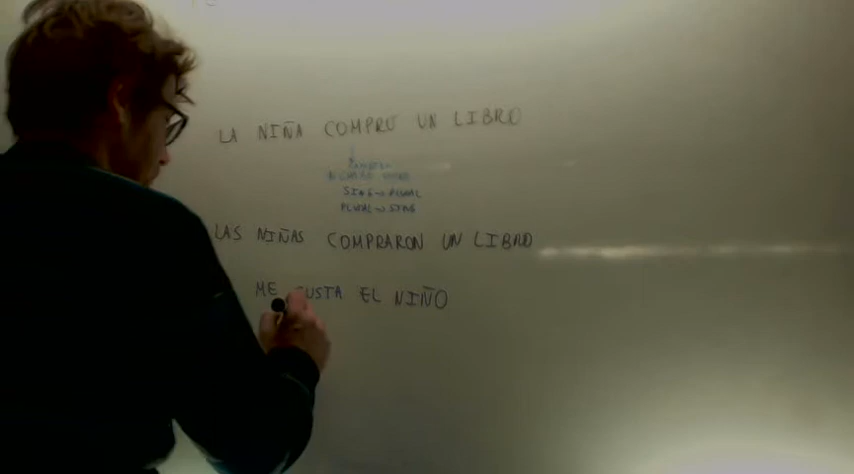 LA NIÑA COMPRÓ UN LIBRO
SING → PLURAL
PLURAL → SING
LAS NIÑAS COMPRARON UN LIBRO
ME GUSTA EL NIÑO